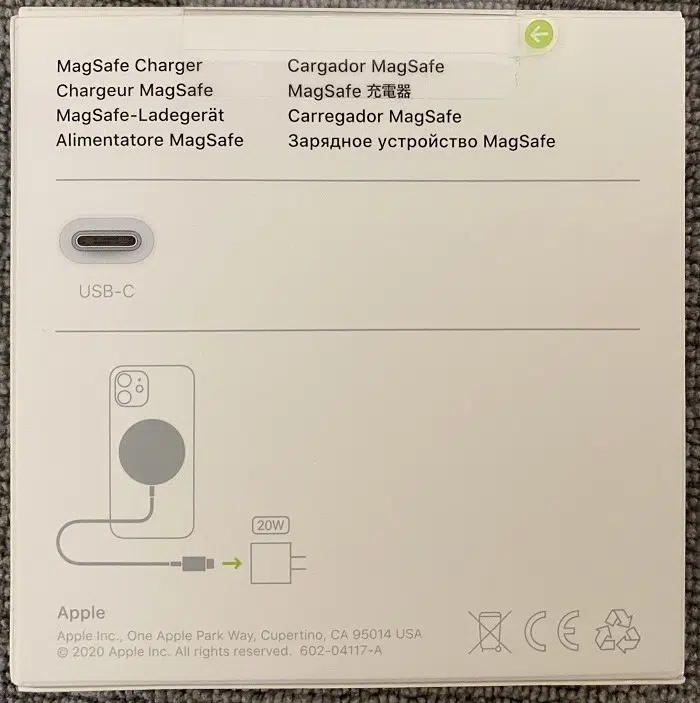 MagSafe Charger
Chargeur MagSafe
MagSafe-Ladegerät
Alimentatore MagSafe
Cargador MagSafe
MagSafe 充電器
Carregador MagSafe
Зарядное устройство MagSafe
USB-C
20W
Apple
Apple Inc., One Apple Park Way, Cupertino, CA 95014 USA
© 2020 Apple Inc. All rights reserved. 602-04117-A
CE